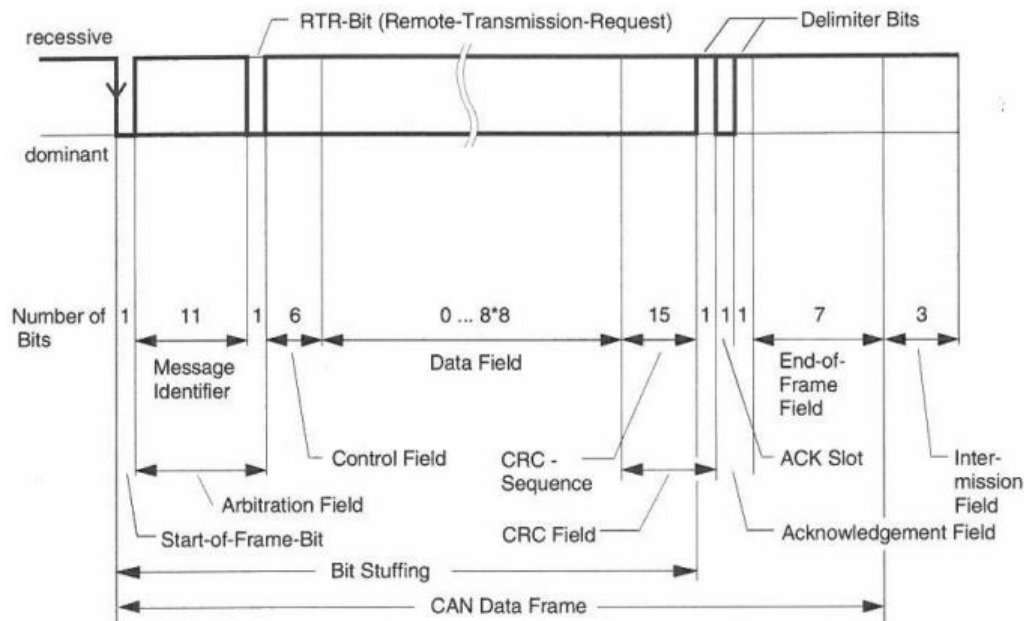 RTR-Bit (Remote-Transmission-Request)
Delimiter Bits
recessive
dominant
Number of
Bits
1
11
1
6
0 ... 8*8
15
1
1
1
7
3
Message
Identifier
Data Field
End-of-
Frame
Field
Control Field
CRC -
Sequence
ACK Slot
Inter-
mission
Field
Arbitration Field
CRC Field
Acknowledgement Field
Start-of-Frame-Bit
Bit Stuffing
CAN Data Frame